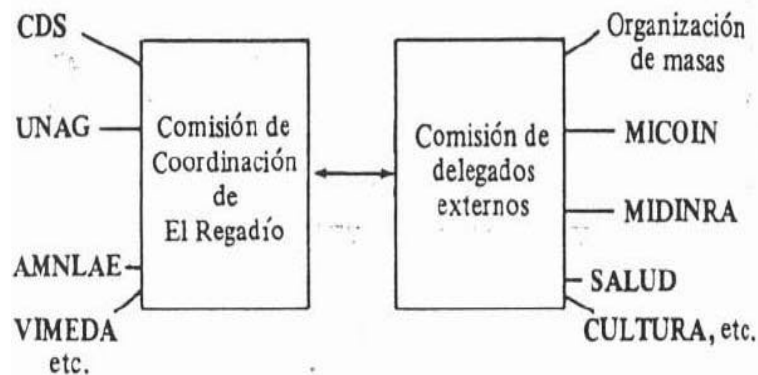 CDS
UNAG
AMNLAE
VIMEDA
etc.
Comisión de
Coordinación
de
El Regadío
Comisión de
delegados
externos
Organización
de masas
MICOIN
MIDINRA
SALUD
CULTURA, etc.